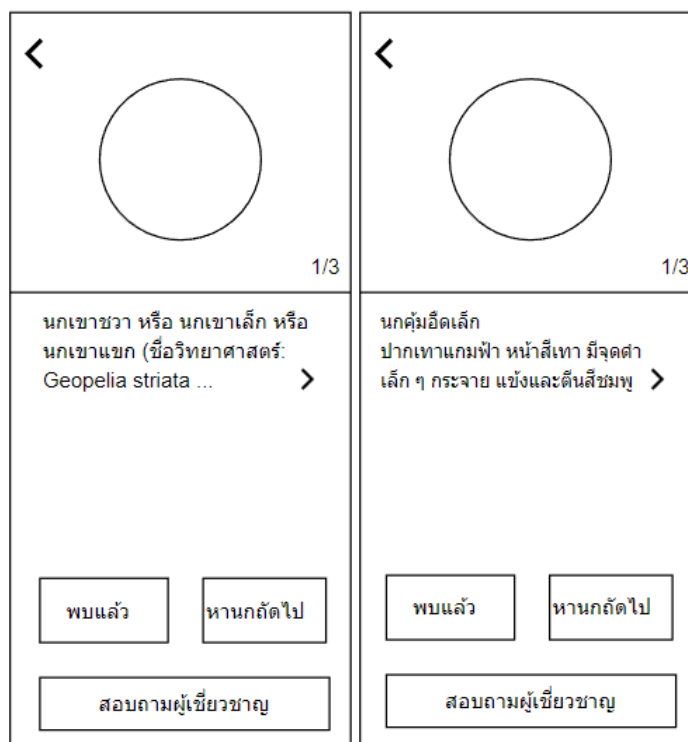 1/3
นกเขาชวา หรือ นกเขาเล็ก หรือ
นกเขาแขก (ชื่อวิทยาศาสตร์:
Geopelia striata ...
พบแล้ว
หานกถัดไป
สอบถามผู้เชี่ยวชาญ
1/3
นกคุ้มอืดเล็ก
ปากเทาแกมฟ้า หน้าสีเทา มีจุดดำ
เล็ก ๆ กระจาย แข้งและตีนสีชมพู
พบแล้ว
หานกถัดไป
สอบถามผู้เชี่ยวชาญ